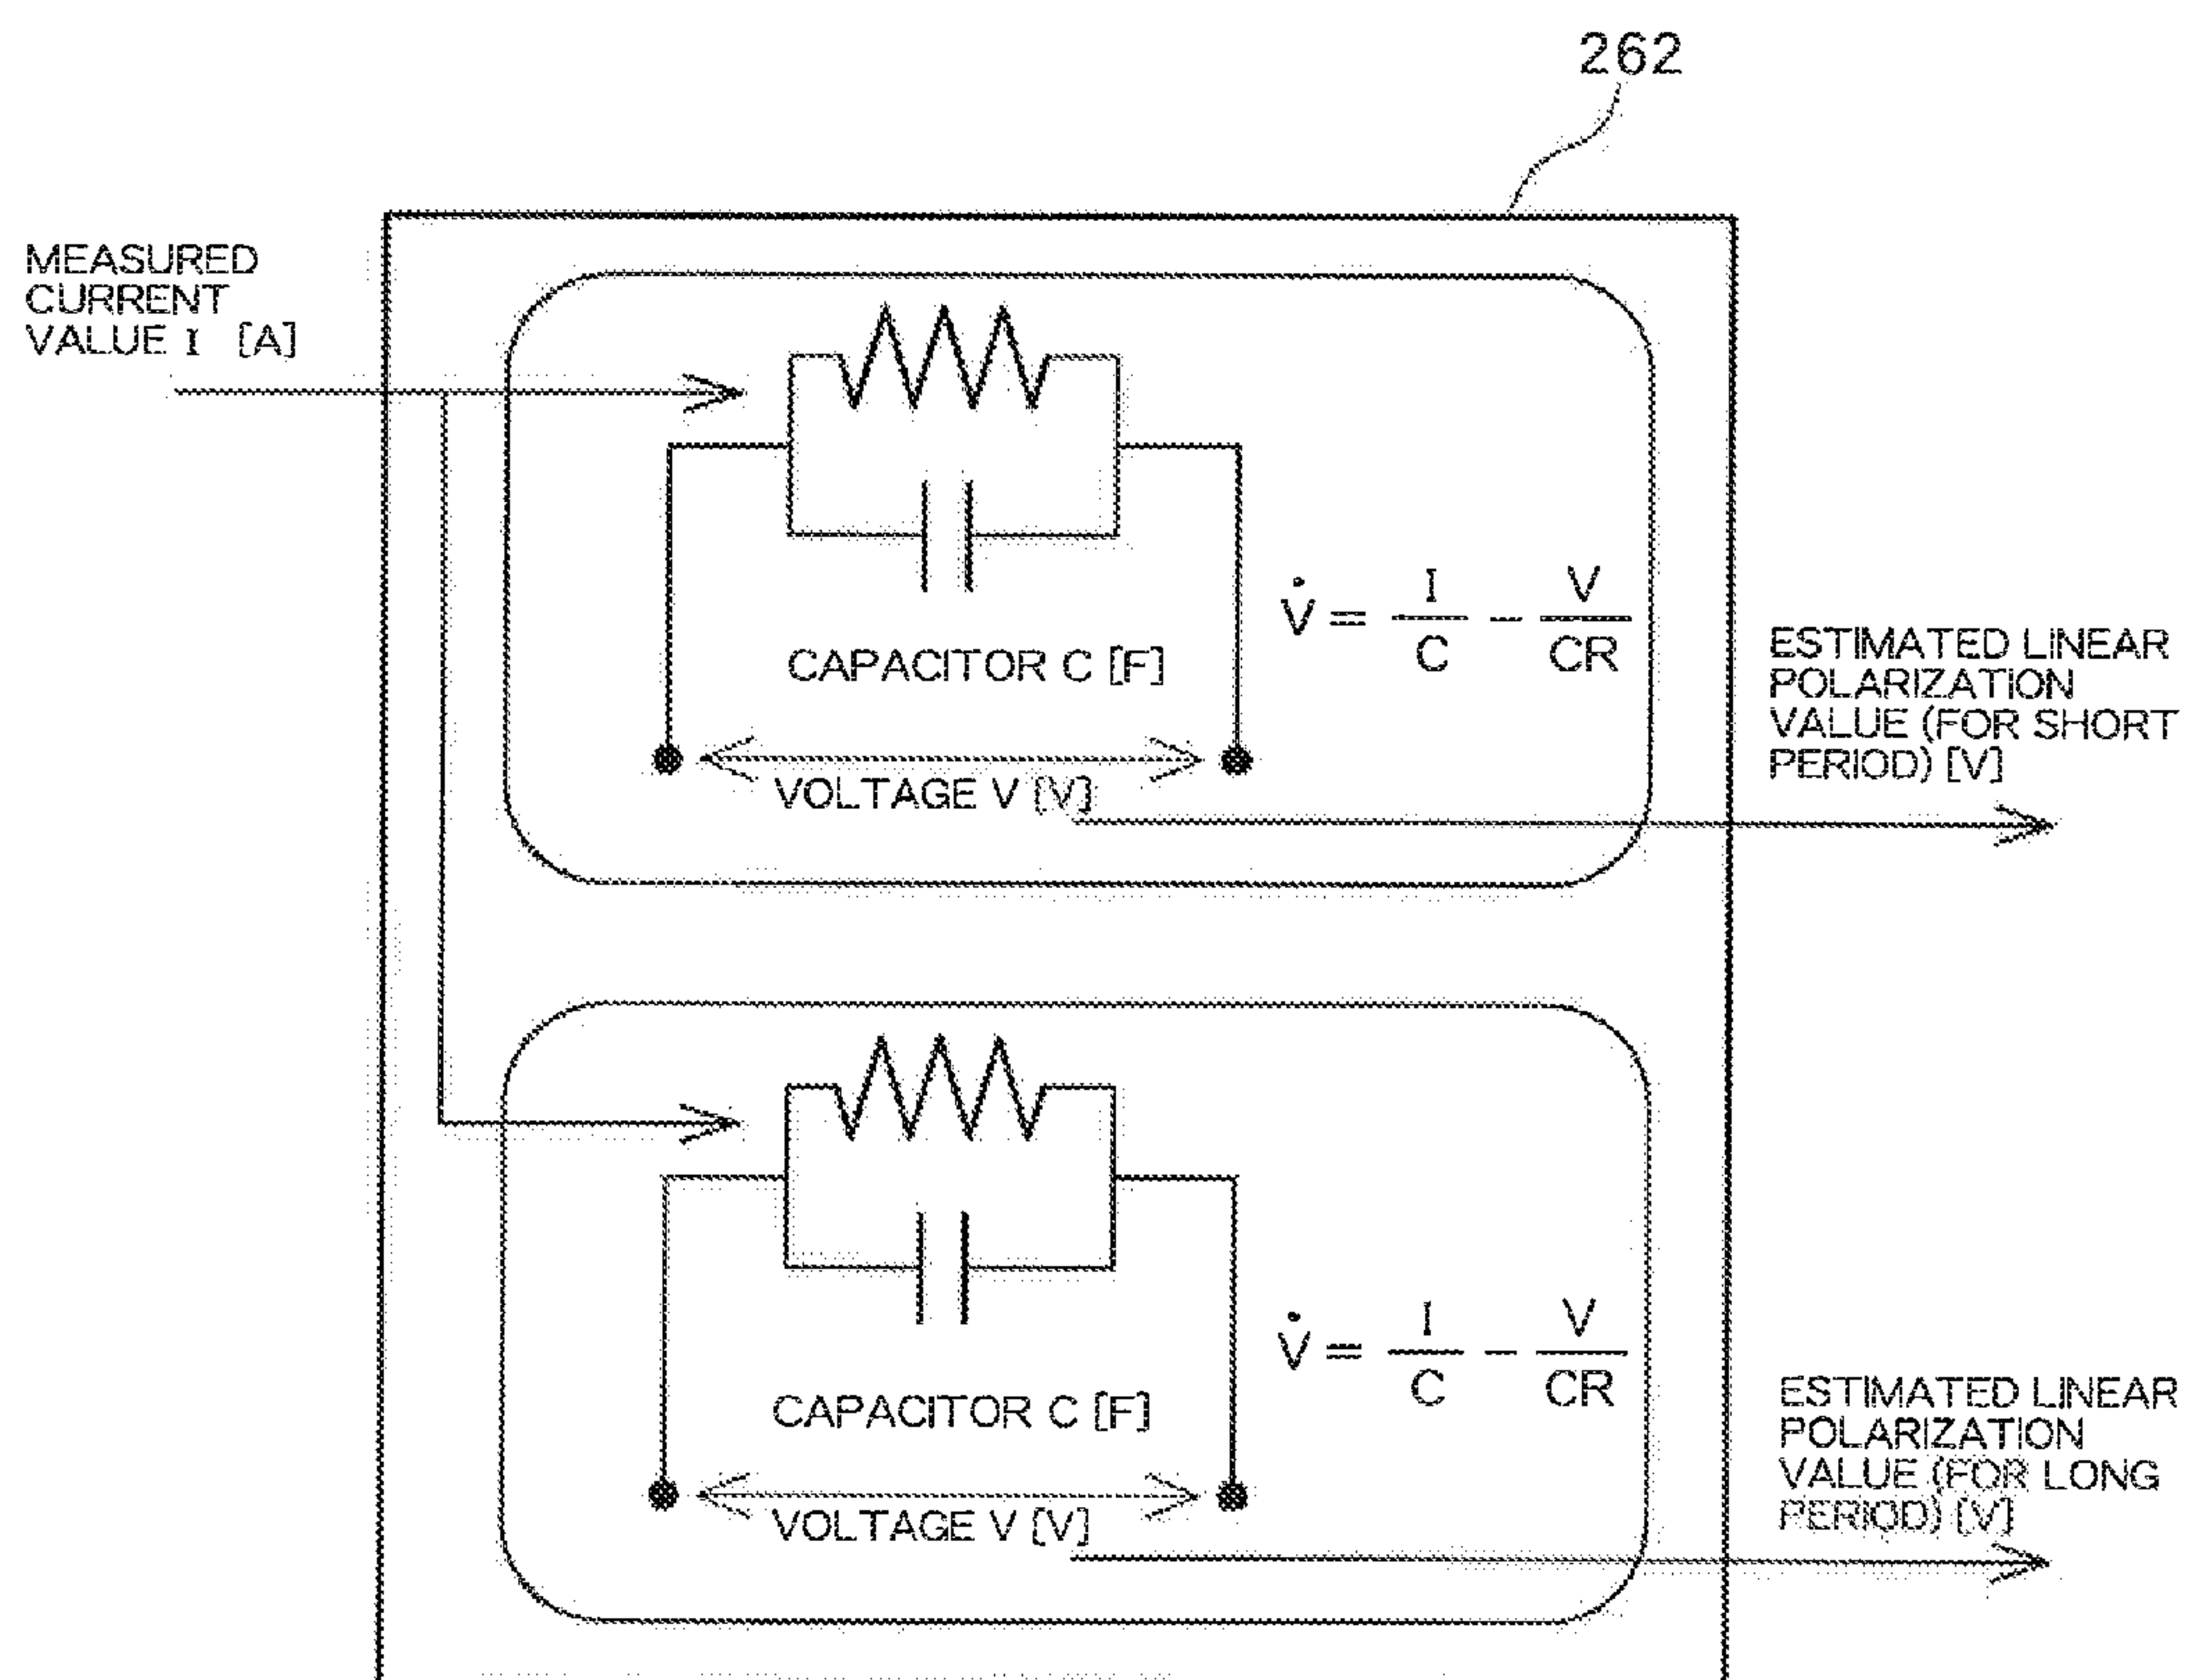 262
MEASURED
CURRENT
VALUE I [A]
V̇ = I/C - V/CR
CAPACITOR C [F]
VOLTAGE V [V]
ESTIMATED LINEAR
POLARIZATION
VALUE (FOR SHORT
PERIOD) [V]
V̇ = I/C - V/CR
CAPACITOR C [F]
VOLTAGE V [V]
ESTIMATED LINEAR
POLARIZATION
VALUE (FOR LONG
PERIOD) [V]